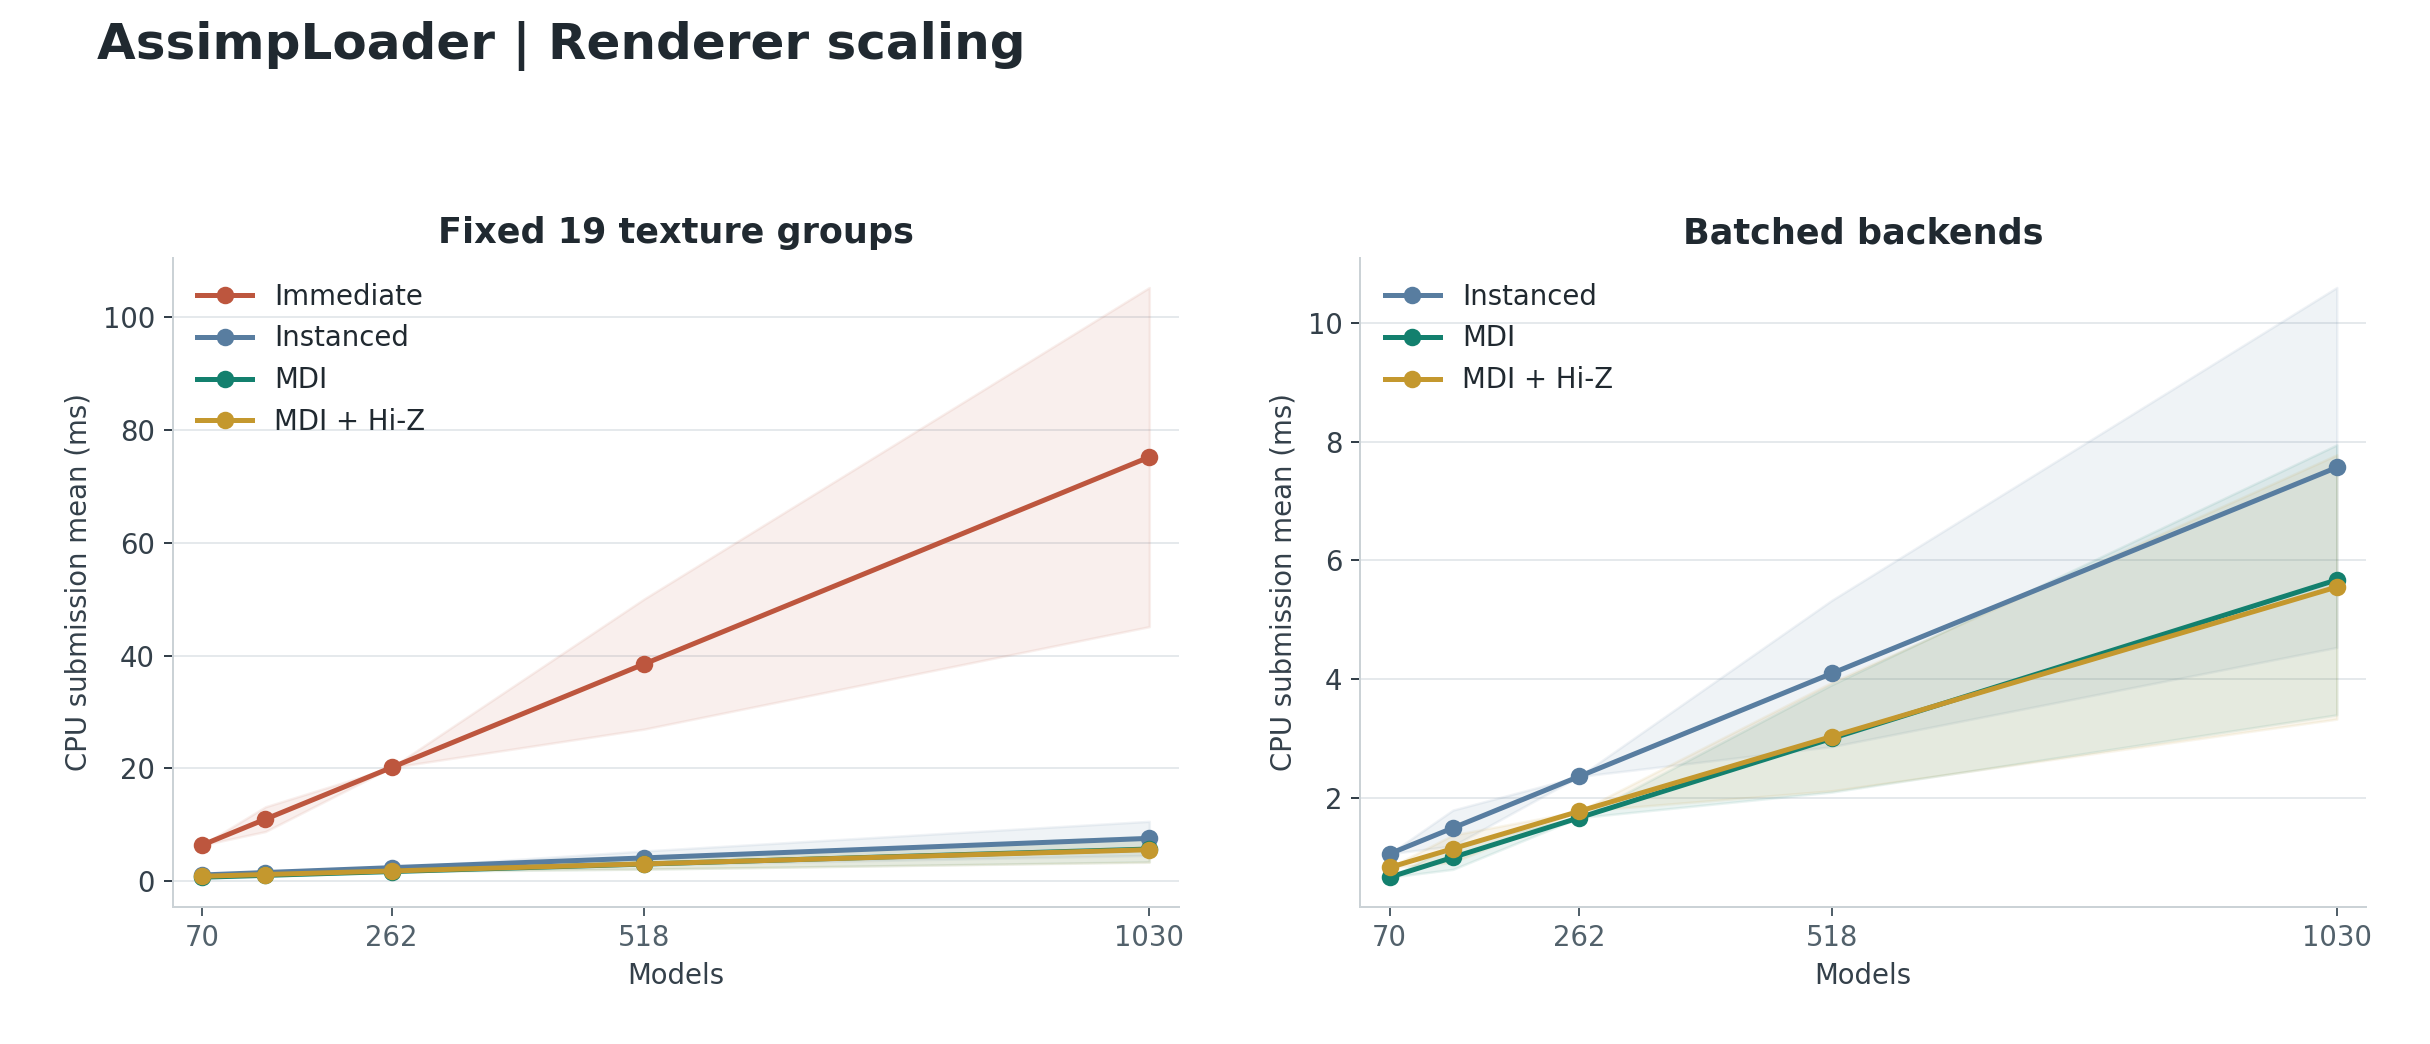 AssimpLoader | Renderer scaling
Fixed 19 texture groups
Immediate
Instanced
MDI
MDI + Hi-Z
CPU submission mean (ms)
100
80
60
40
20
0
70
262
518
1030
Models
Batched backends
Instanced
MDI
MDI + Hi-Z
CPU submission mean (ms)
10
8
6
4
2
70
262
518
1030
Models